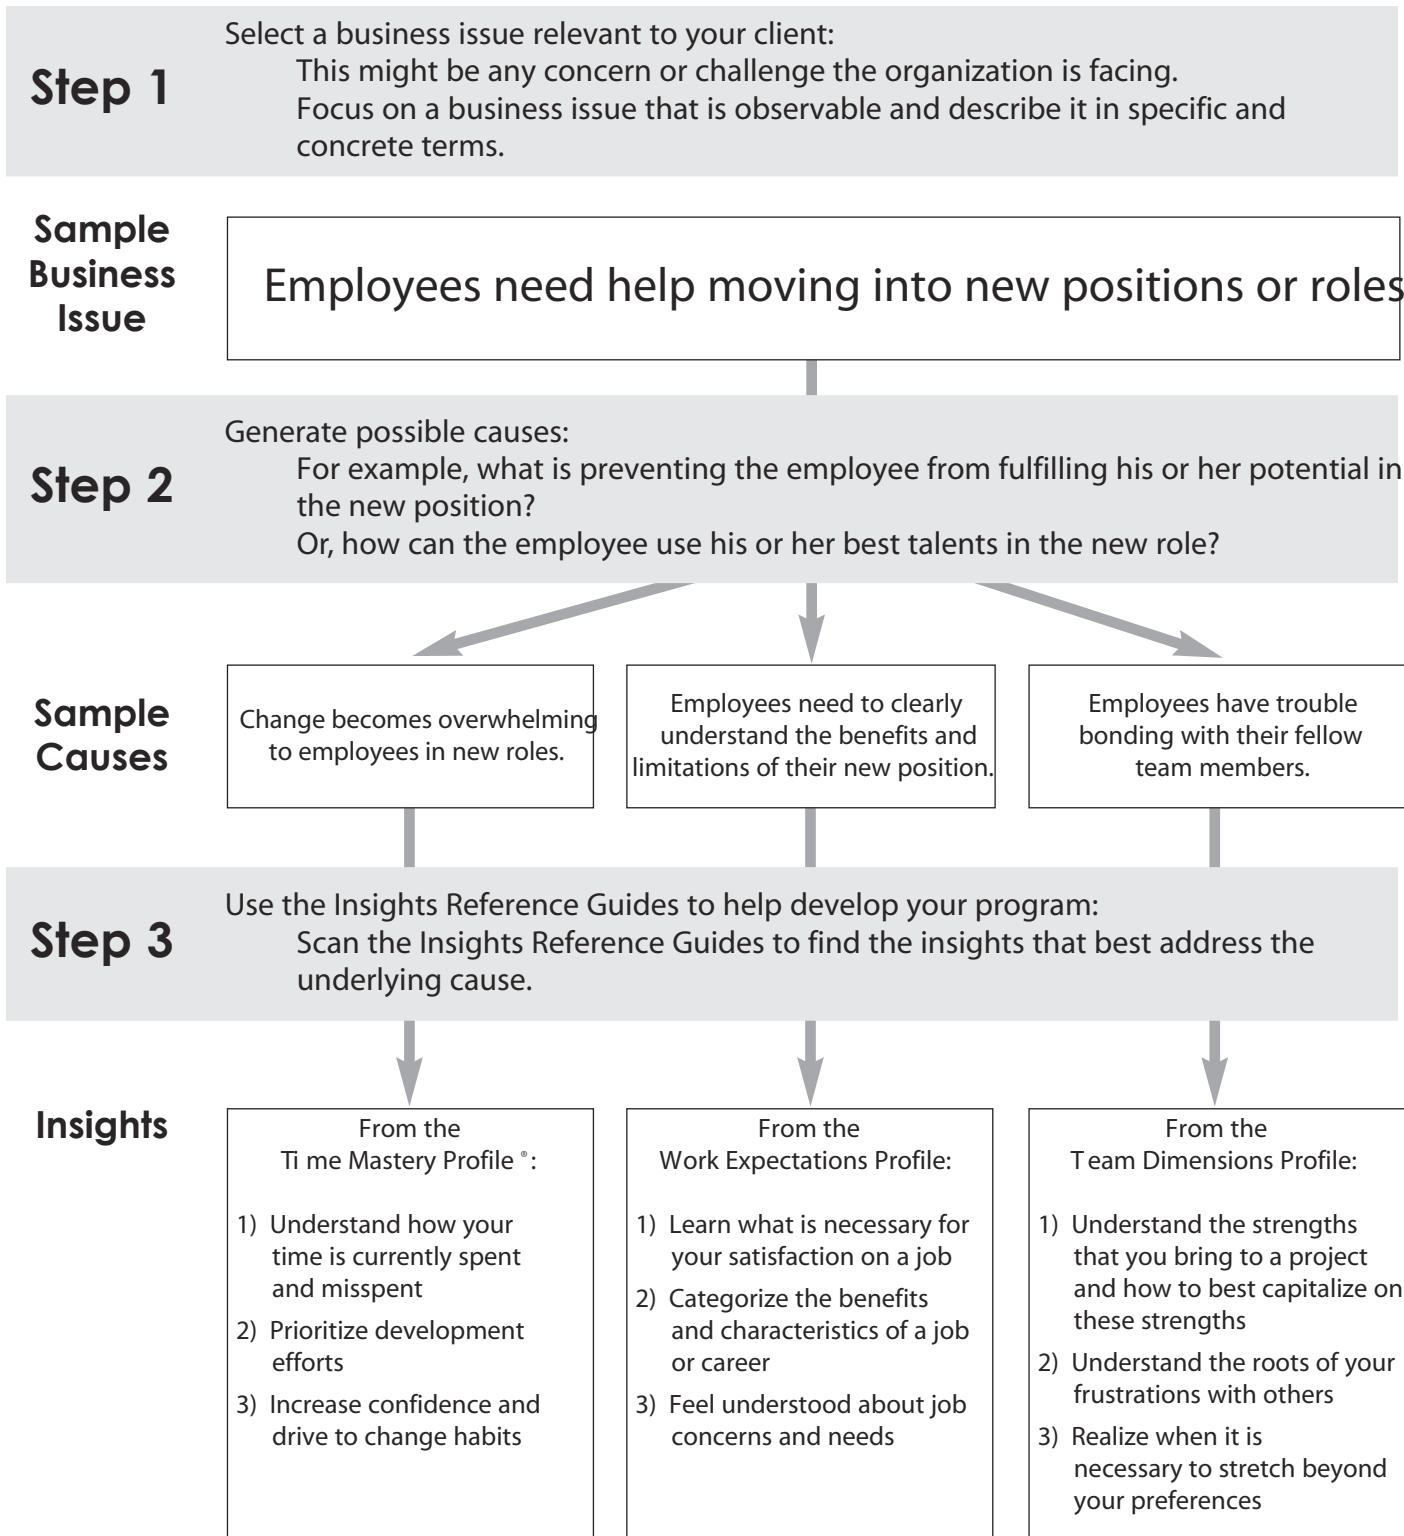 Step 1
Select a business issue relevant to your client:
This might be any concern or challenge the organization is facing.
Focus on a business issue that is observable and describe it in specific and
concrete terms.
Sample
Business
Issue
Employees need help moving into new positions or roles
Step 2
Generate possible causes:
For example, what is preventing the employee from fulfilling his or her potential in
the new position?
Or, how can the employee use his or her best talents in the new role?
Sample
Causes
Change becomes overwhelming
to employees in new roles.
Employees need to clearly
understand the benefits and
limitations of their new position.
Employees have trouble
bonding with their fellow
team members.
Step 3
Use the Insights Reference Guides to help develop your program:
Scan the Insights Reference Guides to find the insights that best address the
underlying cause.
Insights
From the
Ti me Mastery Profile ®:
1) Understand how your
time is currently spent
and misspent
2) Prioritize development
efforts
3) Increase confidence and
drive to change habits
From the
Work Expectations Profile:
1) Learn what is necessary for
your satisfaction on a job
2) Categorize the benefits
and characteristics of a job
or career
3) Feel understood about job
concerns and needs
From the
T eam Dimensions Profile:
1) Understand the strengths
that you bring to a project
and how to best capitalize on
these strengths
2) Understand the roots of your
frustrations with others
3) Realize when it is
necessary to stretch beyond
your preferences